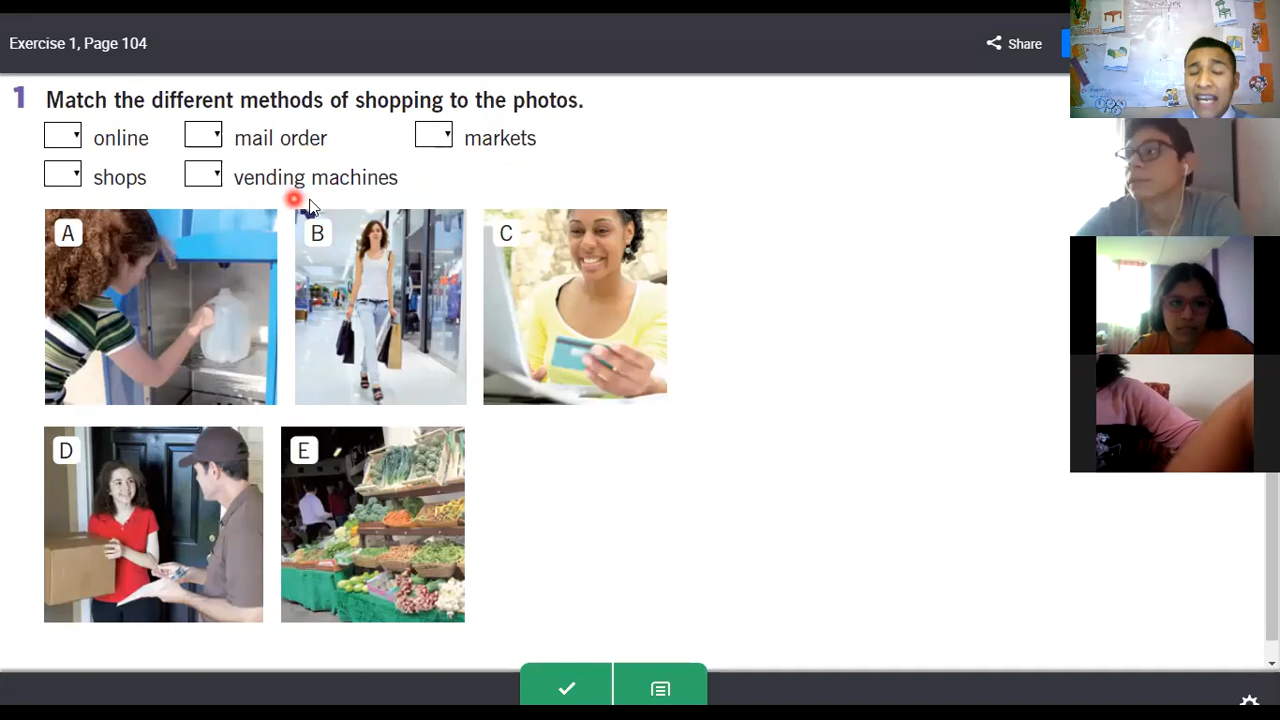 Exercise 1, Page 104
Share
1 Match the different methods of shopping to the photos.
online mail order markets
shops vending machines
A B C
D E